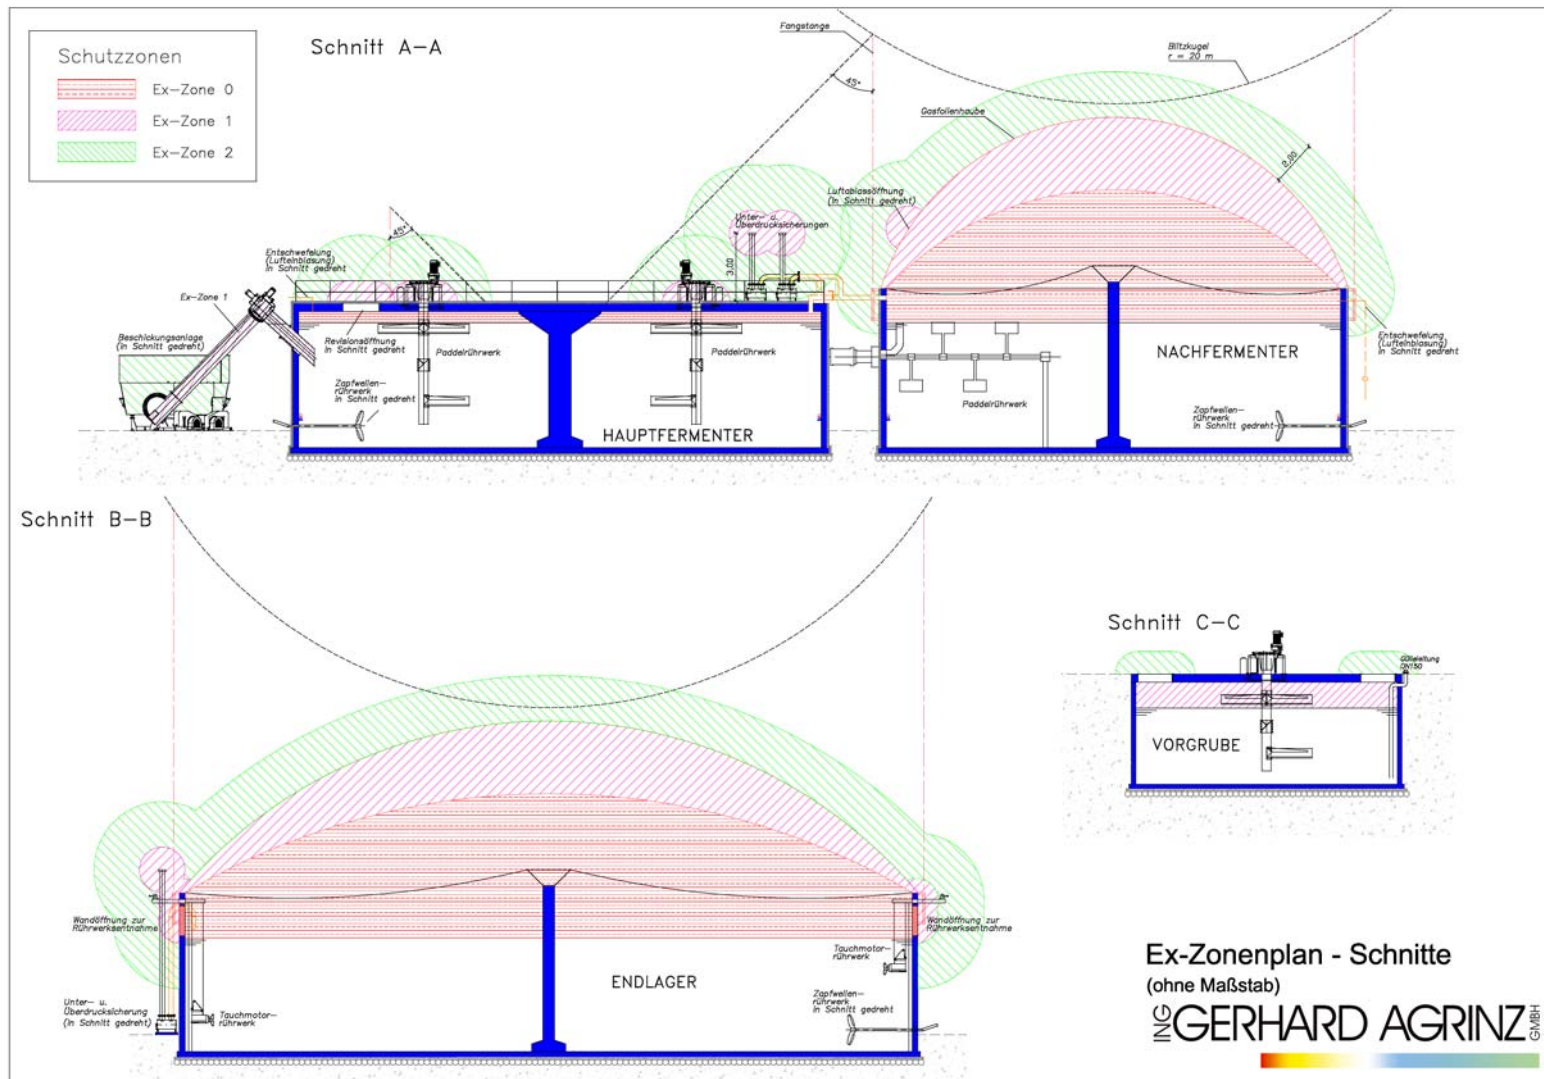 Schutzzonen
Ex-Zone 0
Ex-Zone 1
Ex-Zone 2
Schnitt A-A
Fangstange
Blitzkugel
r = 20 m
45°
Gasfolienhaube
2,00
Luftablassöffnung
(in Schnitt gedreht)
Unter- u.
Überdrucksicherungen
3,00
45°
Entschwefelung
(Lufteinblasung)
in Schnitt gedreht
Ex-Zone 1
Beschickungsanlage
(in Schnitt gedreht)
Revisionsöffnung
in Schnitt gedreht
Paddelrührwerk
Paddelrührwerk
Zapfwellen-
rührwerk
in Schnitt gedreht
HAUPTFERMENTER
NACHFERMENTER
Paddelrührwerk
Entschwefelung
(Lufteinblasung)
in Schnitt gedreht
Zapfwellen-
rührwerk
in Schnitt gedreht
Schnitt B-B
Wandöffnung zur
Rührwerksentnahme
Wandöffnung zur
Rührwerksentnahme
Unter- u.
Überdrucksicherung
(in Schnitt gedreht)
Tauchmotor-
rührwerk
ENDLAGER
Tauchmotor-
rührwerk
Zapfwellen-
rührwerk
in Schnitt gedreht
Schnitt C-C
Gülleleitung
DN150
VORGRUBE
Ex-Zonenplan - Schnitte
(ohne Maßstab)
ING GERHARD AGRINZ GMBH